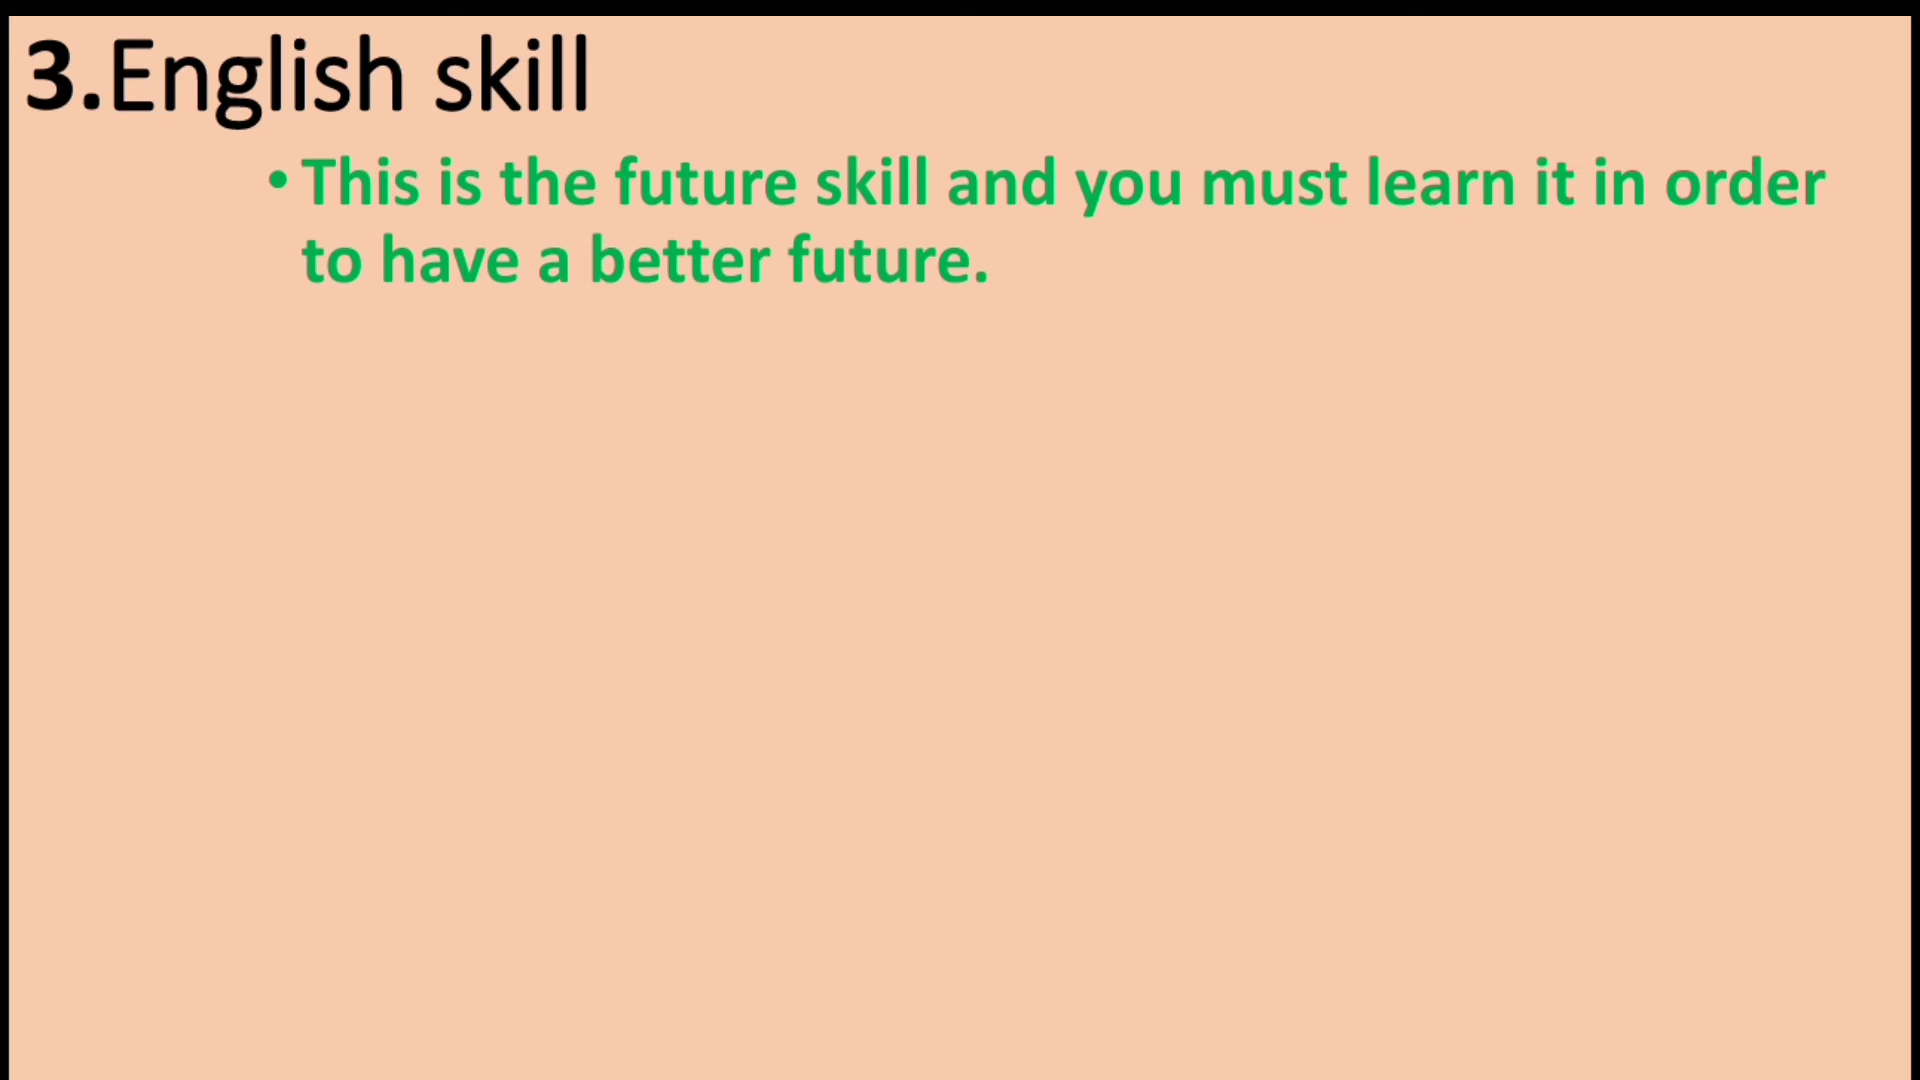 3.English skill
• This is the future skill and you must learn it in order
to have a better future.